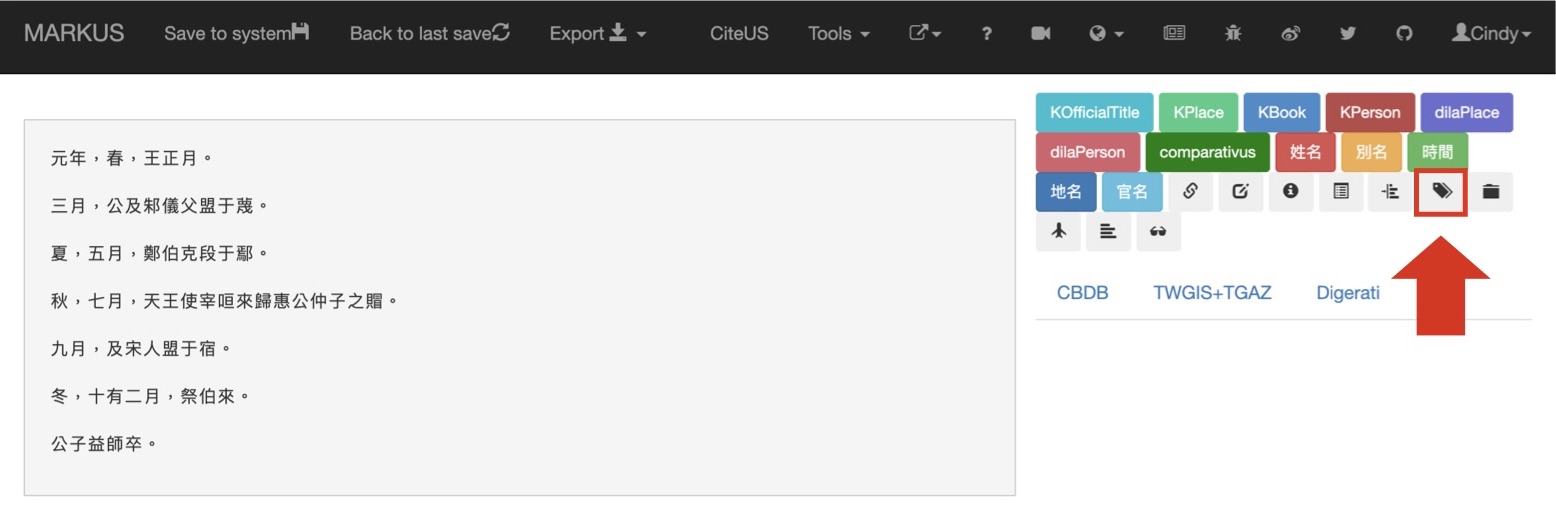 MARKUS Save to system Back to last save Export CiteUS Tools ? Cindy
KOfficialTitle KPlace KBook KPerson dilaPlace
dilaPerson comparativus 姓名 別名 時間
地名 官名
CBDB TWGIS+TGAZ Digerati
元年，春，王正月。
三月，公及邾儀父盟于蔑。
夏，五月，鄭伯克段于鄢。
秋，七月，天王使宰咺來歸惠公仲子之賵。
九月，及宋人盟于宿。
冬，十有二月，祭伯來。
公子益師卒。